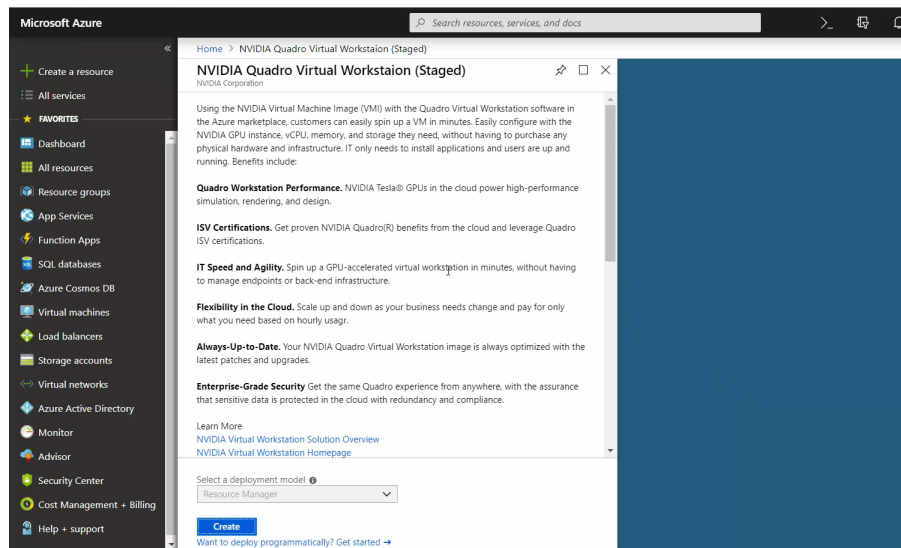 Microsoft Azure
Search resources, services, and docs
Home > NVIDIA Quadro Virtual Workstaion (Staged)
Create a resource
All services
FAVORITES
Dashboard
All resources
Resource groups
App Services
Function Apps
SQL databases
Azure Cosmos DB
Virtual machines
Load balancers
Storage accounts
Virtual networks
Azure Active Directory
Monitor
Advisor
Security Center
Cost Management + Billing
Help + support
NVIDIA Quadro Virtual Workstaion (Staged)
NVIDIA Corporation
Using the NVIDIA Virtual Machine Image (VMI) with the Quadro Virtual Workstation software in
the Azure marketplace, customers can easily spin up a VM in minutes. Easily configure with the
NVIDIA GPU instance, vCPU, memory, and storage they need, without having to purchase any
physical hardware and infrastructure. IT only needs to install applications and users are up and
running. Benefits include:
Quadro Workstation Performance. NVIDIA Tesla® GPUs in the cloud power high-performance
simulation, rendering, and design.
ISV Certifications. Get proven NVIDIA Quadro(R) benefits from the cloud and leverage Quadro
ISV certifications.
IT Speed and Agility. Spin up a GPU-accelerated virtual workstation in minutes, without having
to manage endpoints or back-end infrastructure.
Flexibility in the Cloud. Scale up and down as your business needs change and pay for only
what you need based on hourly usagr.
Always-Up-to-Date. Your NVIDIA Quadro Virtual Workstation image is always optimized with the
latest patches and upgrades.
Enterprise-Grade Security Get the same Quadro experience from anywhere, with the assurance
that sensitive data is protected in the cloud with redundancy and compliance.
Learn More
NVIDIA Virtual Workstation Solution Overview
NVIDIA Virtual Workstation Homepage
Select a deployment model
Resource Manager
Create
Want to deploy programmatically? Get started →